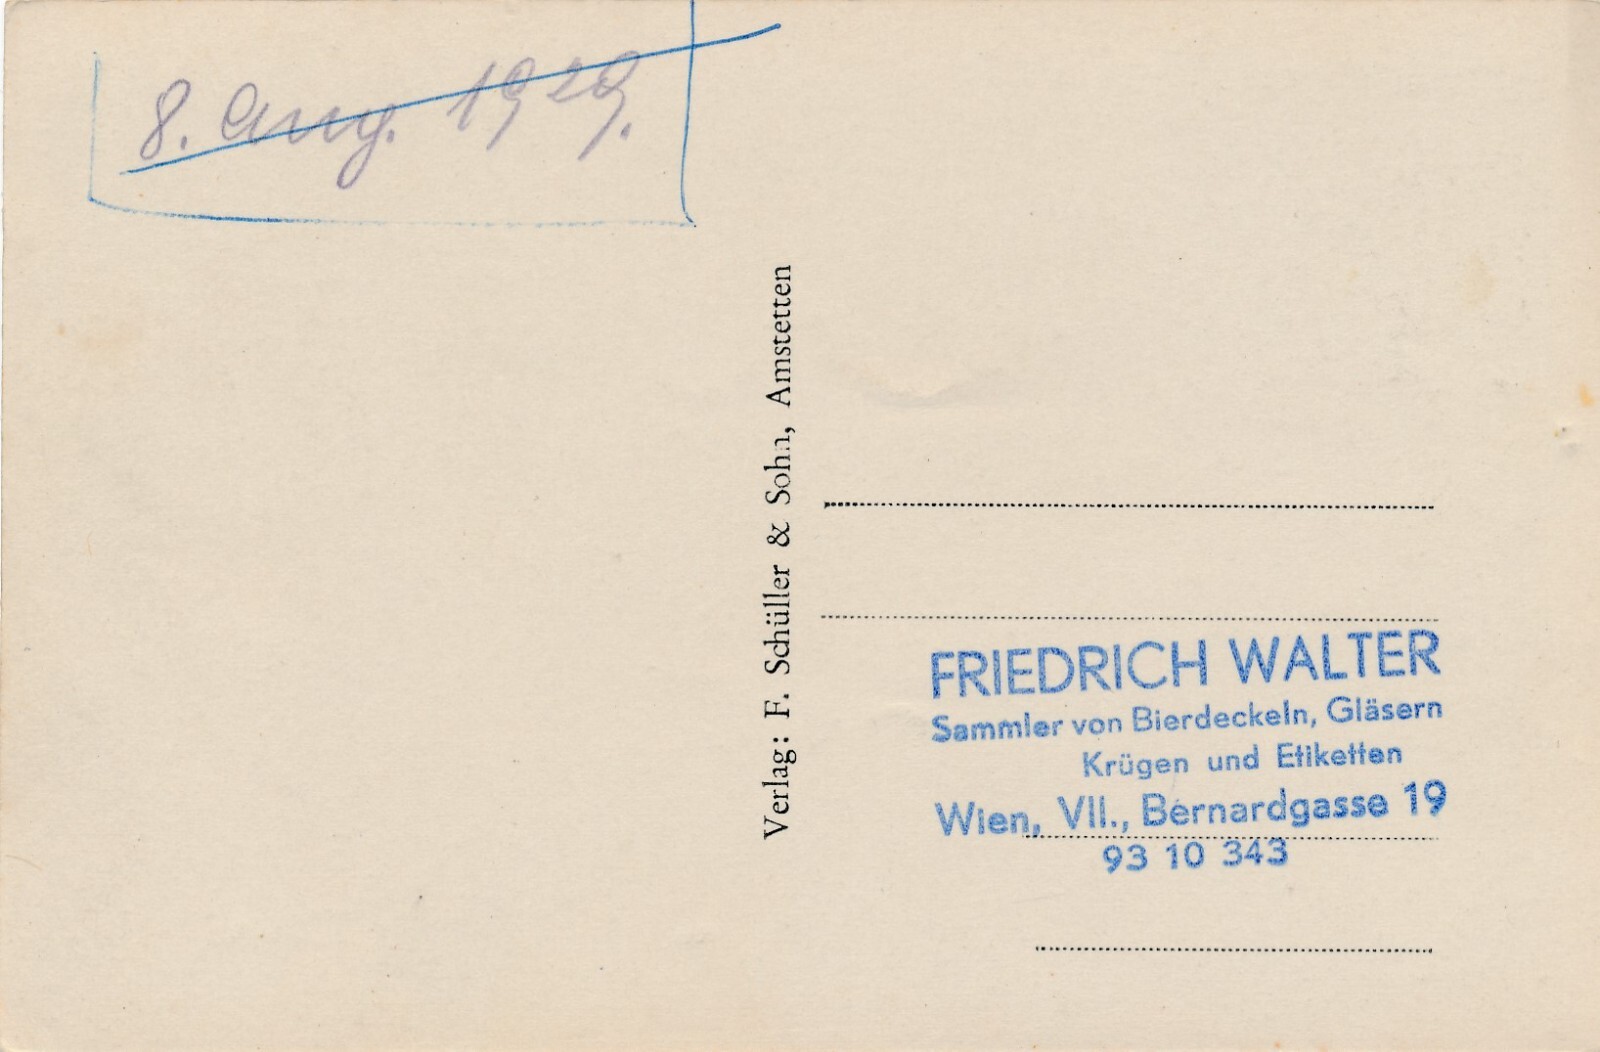 8. Aug. 1929.
Verlag: F. Schüller & Sohn, Amstetten
FRIEDRICH WALTER
Sammler von Bierdeckeln, Gläsern
Krügen und Etiketten
Wien, VII., Bernardgasse 19
93 10 343